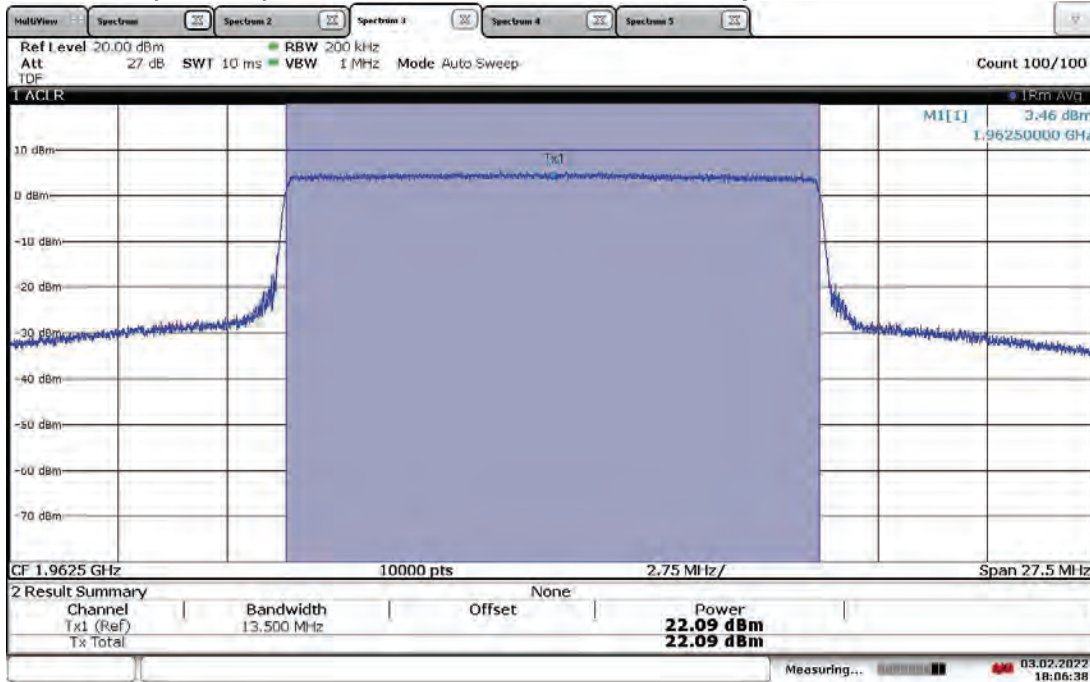 MultiView Spectrum Spectrum 2 Spectrum 3 Spectrum 4 Spectrum 5
Ref Level 20.00 dBm RBW 200 kHz
Att 27 dB SWT 10 ms VBW 1 MHz Mode Auto Sweep Count 100/100
TDF
1 ACLR 1Rm Avg
M1[1] 3.46 dBm
1.96250000 GHz
10 dBm
Tx1
0 dBm
-10 dBm
-20 dBm
-30 dBm
-40 dBm
-50 dBm
-60 dBm
-70 dBm
CF 1.9625 GHz 10000 pts 2.75 MHz/ Span 27.5 MHz
2 Result Summary None
Channel Bandwidth Offset Power
Tx1 (Ref) 13.500 MHz 22.09 dBm
Tx Total 22.09 dBm
Measuring... 03.02.2022
18:06:38